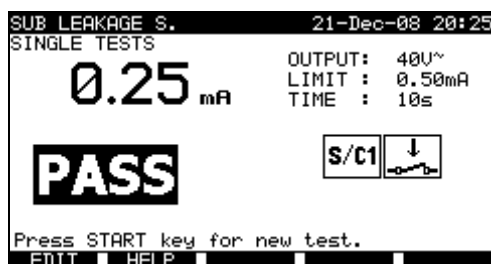 SUB LEAKAGE S. 21-Dec-08 20:25
SINGLE TESTS
0.25 mA
OUTPUT: 40V~
LIMIT : 0.50mA
TIME : 10s
PASS
S/C1
Press START key for new test.
EDIT HELP